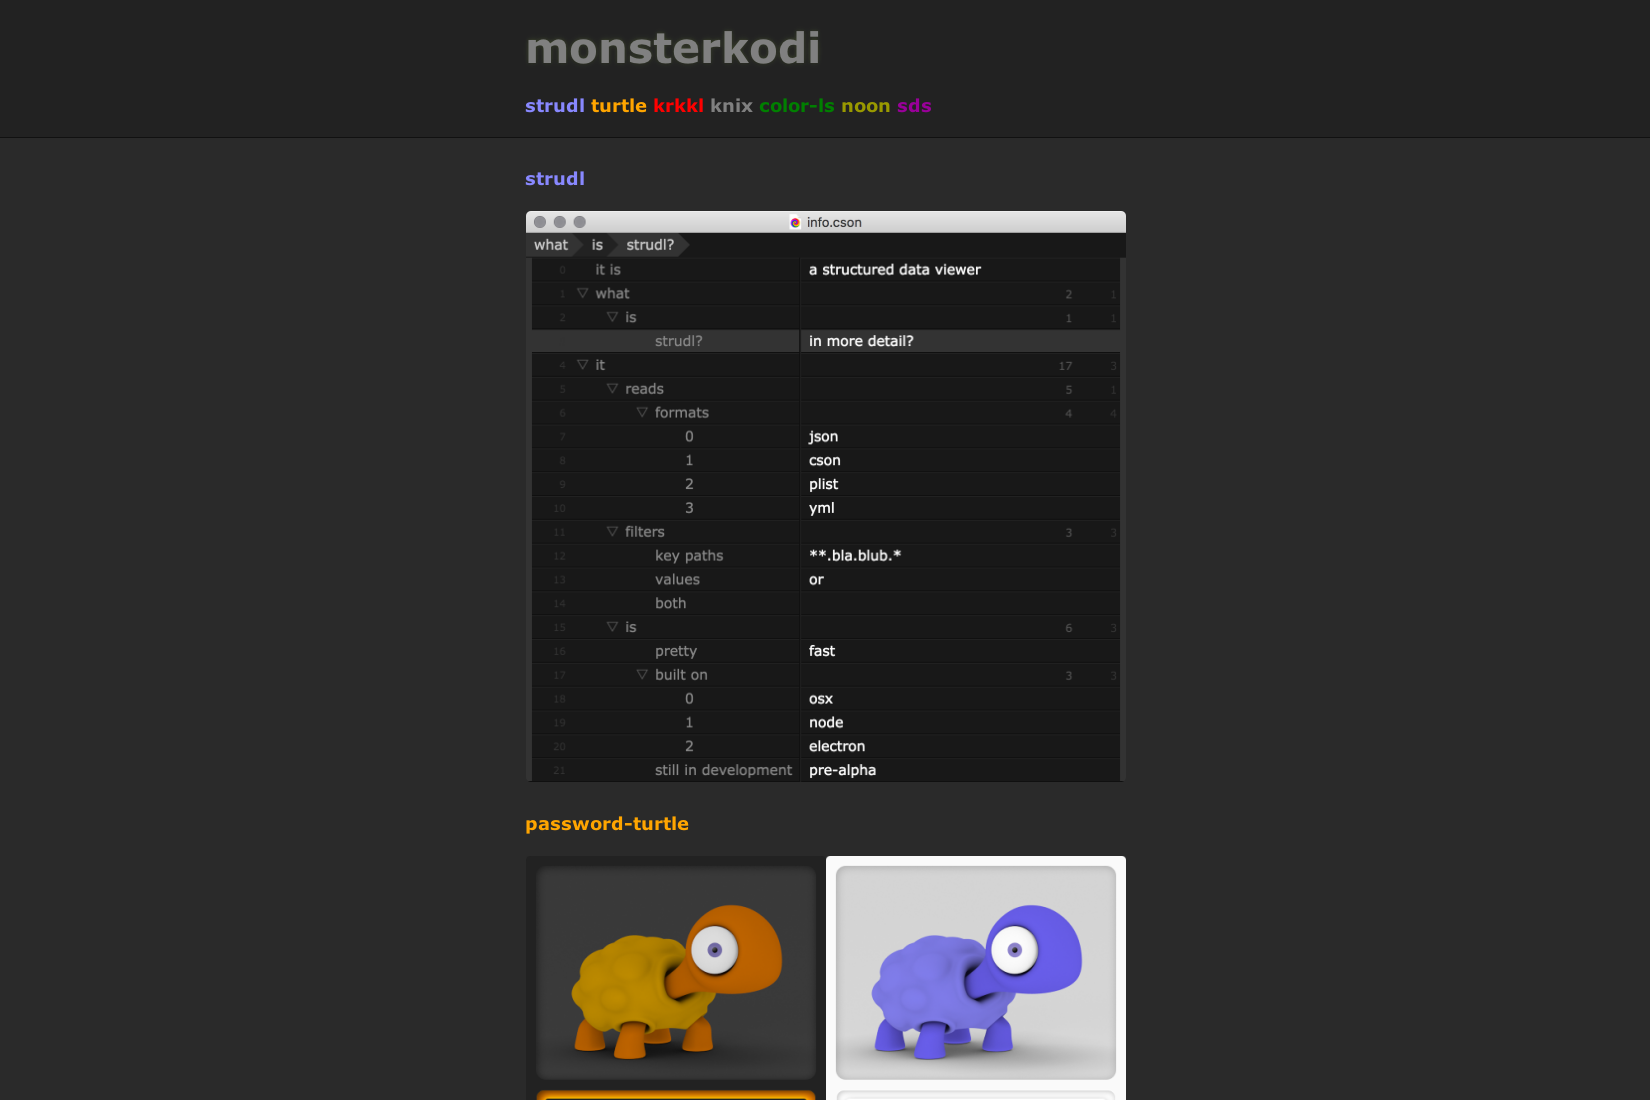 monsterkodi
strudl turtle krkkl knix color-ls noon sds
strudl
info.cson
what is strudl?
0 it is a structured data viewer
1 ▽ what 2 1
2 ▽ is 1 1
strudl? in more detail?
4 ▽ it 17 3
5 ▽ reads 5 1
6 ▽ formats 4 4
7 0 json
8 1 cson
9 2 plist
10 3 yml
11 ▽ filters 3 3
12 key paths **.bla.blub.*
13 values or
14 both
15 ▽ is 6 3
16 pretty fast
17 ▽ built on 3 3
18 0 osx
19 1 node
20 2 electron
21 still in development pre-alpha
password-turtle